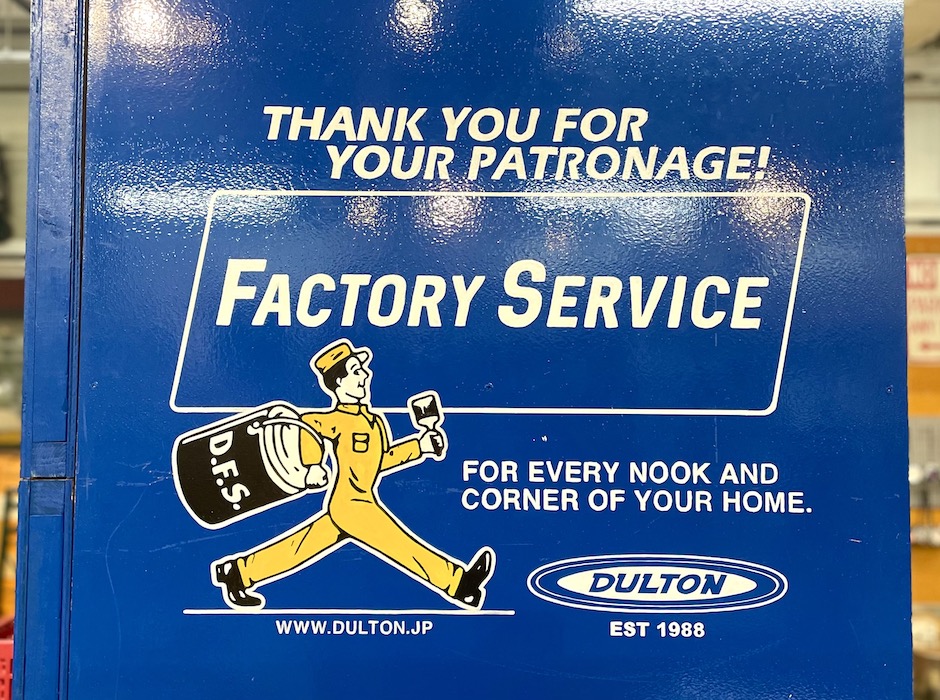 THANK YOU FOR
YOUR PATRONAGE!
FACTORY SERVICE
D.F.S.
FOR EVERY NOOK AND
CORNER OF YOUR HOME.
DULTON
WWW.DULTON.JP
EST 1988